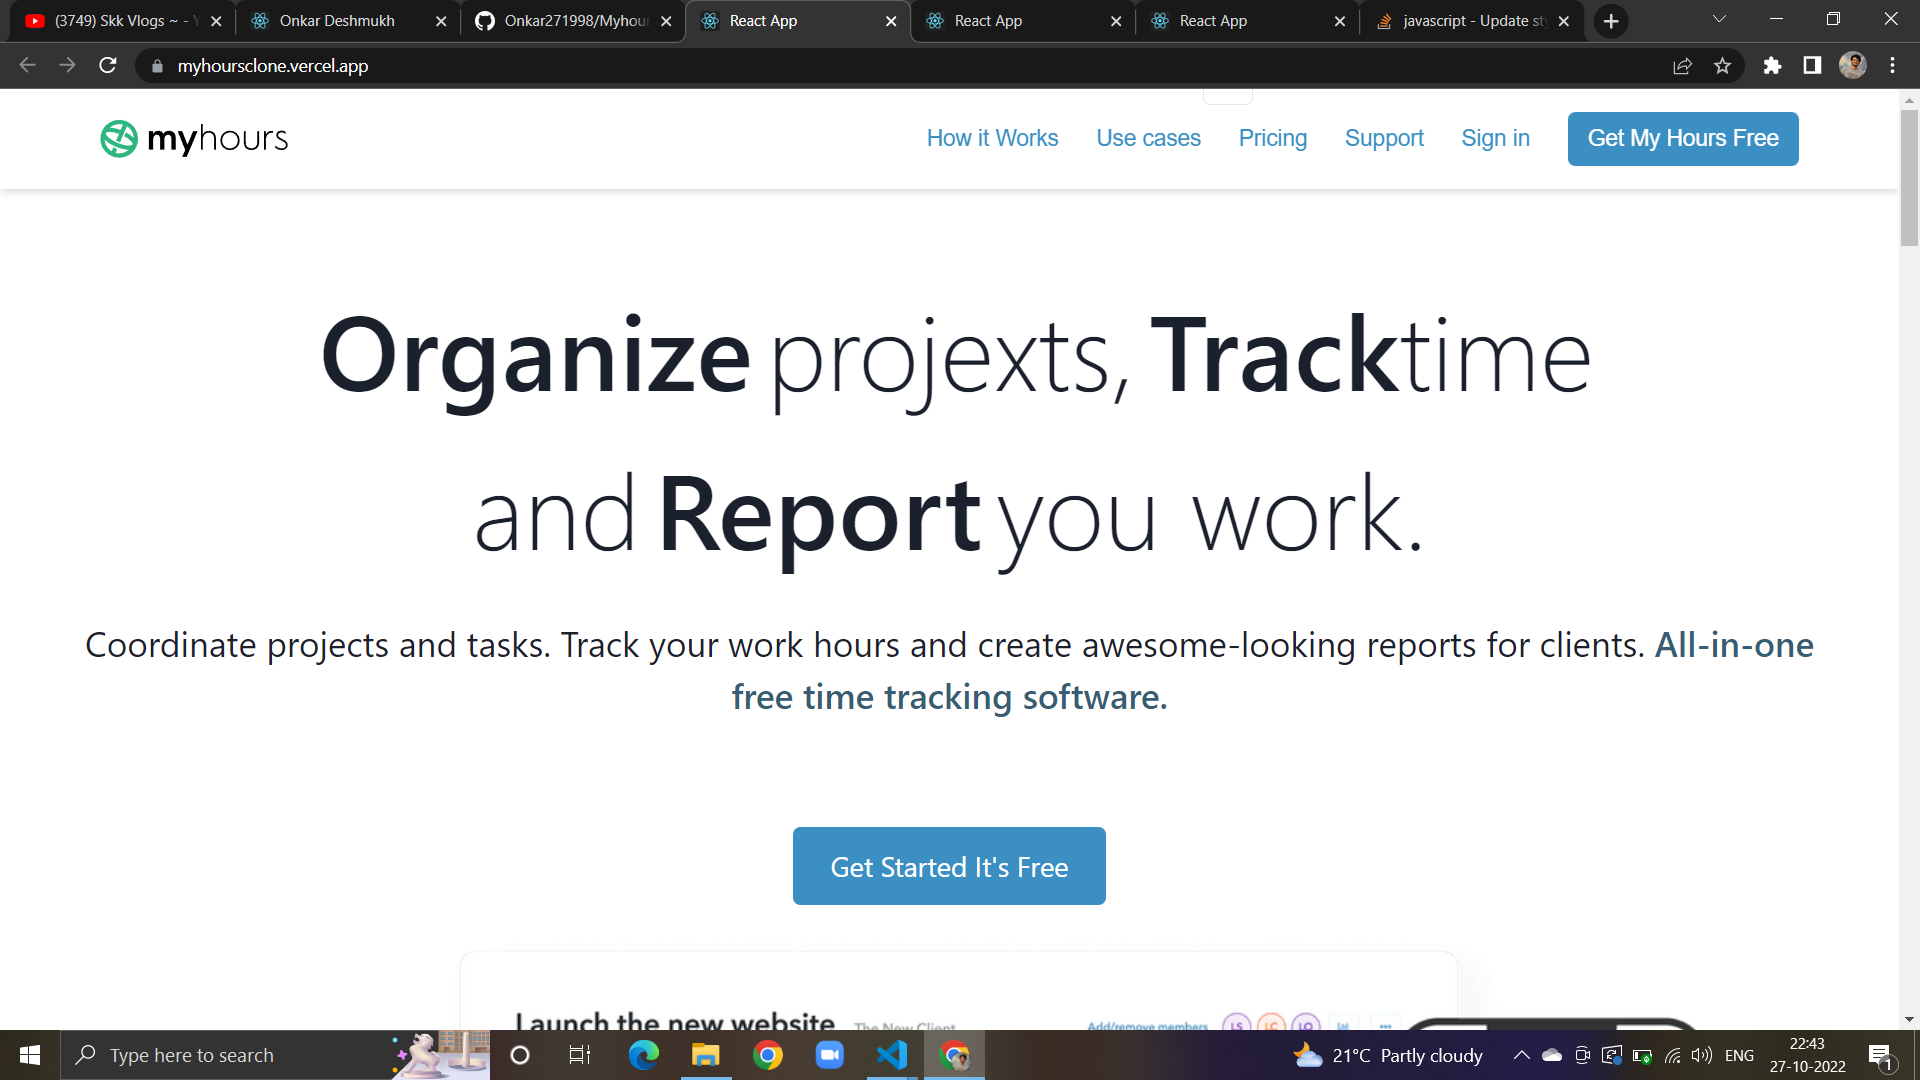 (3749) Skk Vlogs ~ - Y
Onkar Deshmukh
Onkar271998/Myhour
React App
React App
React App
javascript - Update st
myhoursclone.vercel.app
myhours
How it Works
Use cases
Pricing
Support
Sign in
Get My Hours Free
Organize projexts, Tracktime
and Report you work.
Coordinate projects and tasks. Track your work hours and create awesome-looking reports for clients. All-in-one
free time tracking software.
Get Started It's Free
Launch the new website
The New Client
Add/remove members
LS
LC
LO
Type here to search
21°C Partly cloudy
ENG
22:43
27-10-2022
1